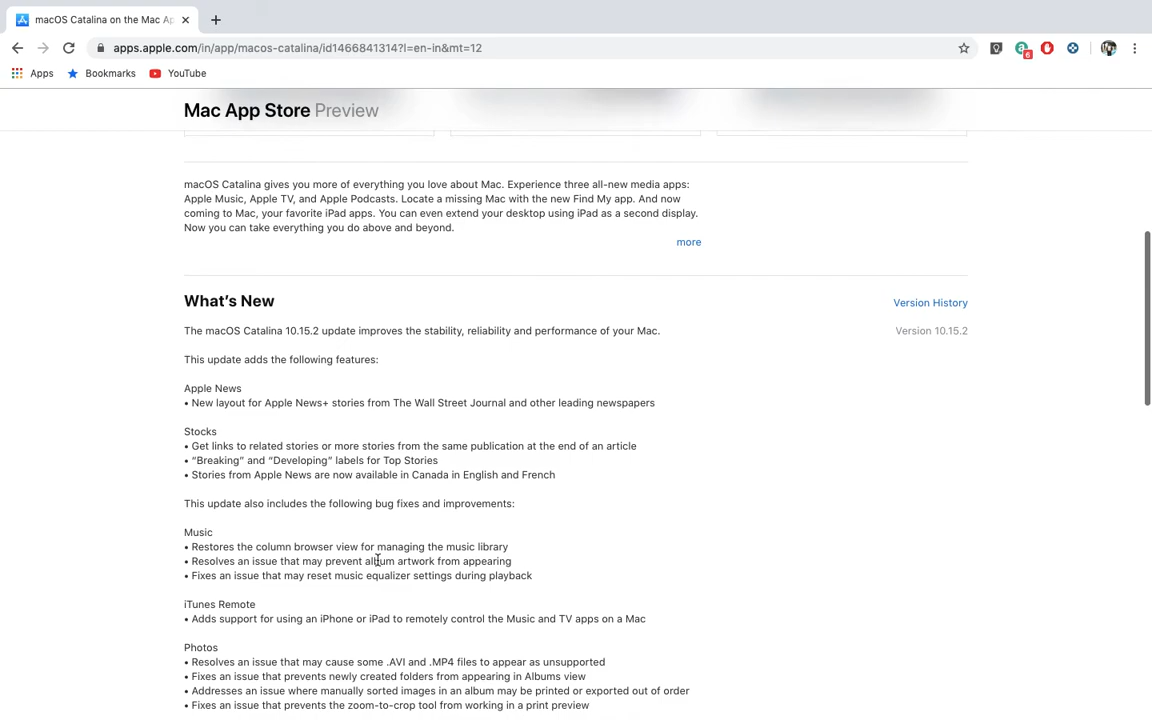 macOS Catalina on the Mac Ap
apps.apple.com/in/app/macos-catalina/id1466841314?l=en-in&mt=12
6
Apps Bookmarks YouTube
Mac App Store Preview
macOS Catalina gives you more of everything you love about Mac. Experience three all-new media apps:
Apple Music, Apple TV, and Apple Podcasts. Locate a missing Mac with the new Find My app. And now
coming to Mac, your favorite iPad apps. You can even extend your desktop using iPad as a second display.
Now you can take everything you do above and beyond.
more
What's New Version History
The macOS Catalina 10.15.2 update improves the stability, reliability and performance of your Mac. Version 10.15.2
This update adds the following features:
Apple News
• New layout for Apple News+ stories from The Wall Street Journal and other leading newspapers
Stocks
• Get links to related stories or more stories from the same publication at the end of an article
• “Breaking” and “Developing” labels for Top Stories
• Stories from Apple News are now available in Canada in English and French
This update also includes the following bug fixes and improvements:
Music
• Restores the column browser view for managing the music library
• Resolves an issue that may prevent album artwork from appearing
• Fixes an issue that may reset music equalizer settings during playback
iTunes Remote
• Adds support for using an iPhone or iPad to remotely control the Music and TV apps on a Mac
Photos
• Resolves an issue that may cause some .AVI and .MP4 files to appear as unsupported
• Fixes an issue that prevents newly created folders from appearing in Albums view
• Addresses an issue where manually sorted images in an album may be printed or exported out of order
• Fixes an issue that prevents the zoom-to-crop tool from working in a print preview